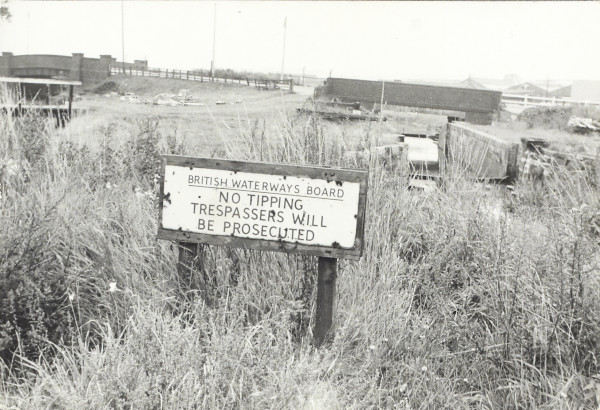 BRITISH WATERWAYS BOARD
NO TIPPING
TRESPASSERS WILL
BE PROSECUTED